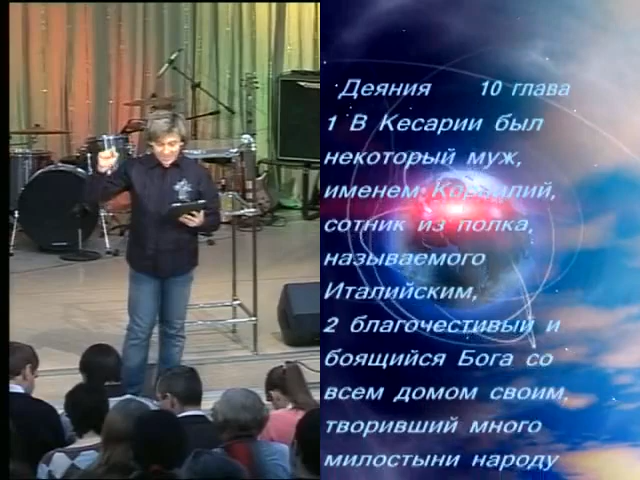 Деяния 10 глава
1 В Кесарии был
некоторый муж,
именем Корнилий,
сотник из полка,
называемого
Италийским,
2 благочестивый и
боящийся Бога со
всем домом своим,
творивший много
милостыни народу